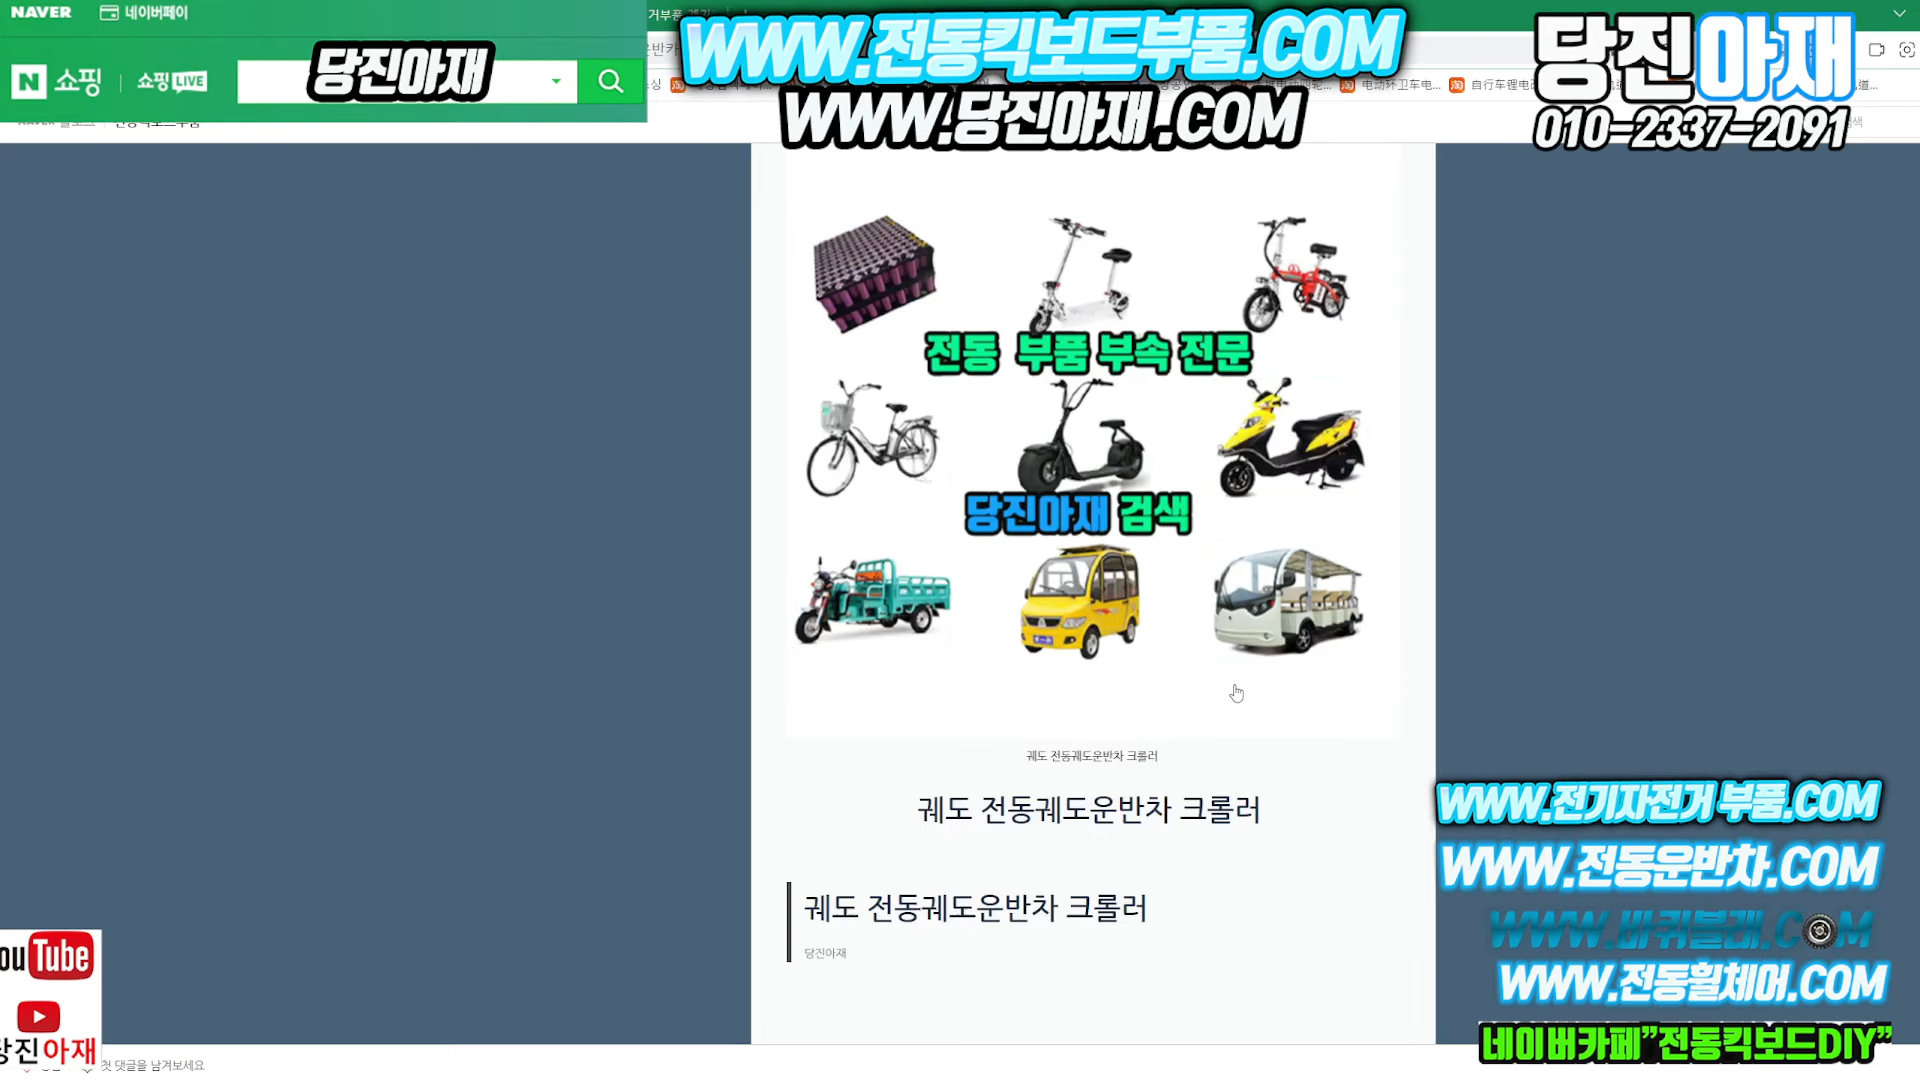 NAVER 네이버페이
N 쇼핑 쇼핑LIVE 당진아재
WWW.전동킥보드부품.COM
WWW.당진아재.COM
당진아재
010-2337-2091
전동 부품 부속 전문
당진아재 검색
궤도 전동궤도운반차 크롤러
궤도 전동궤도운반차 크롤러
궤도 전동궤도운반차 크롤러
당진아재
WWW.전기자전거부품.COM
WWW.전동운반차.COM
WWW.바퀴블래.COM
WWW.전동휠체어.COM
네이버카페"전동킥보드DIY"
ouTube
당진아재
첫 댓글을 남겨보세요